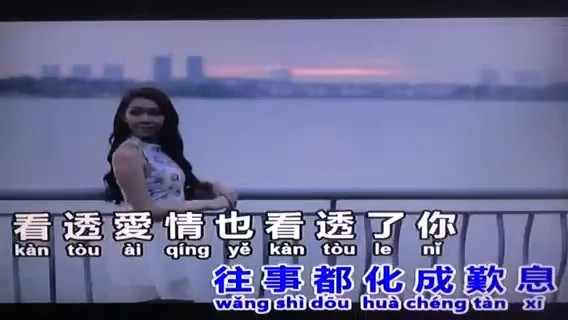 看透愛情也看透了你
kàn tòu ài qíng yě kàn tòu le nǐ
往事都化成歎息
wǎng shì dōu huà chéng tàn xī